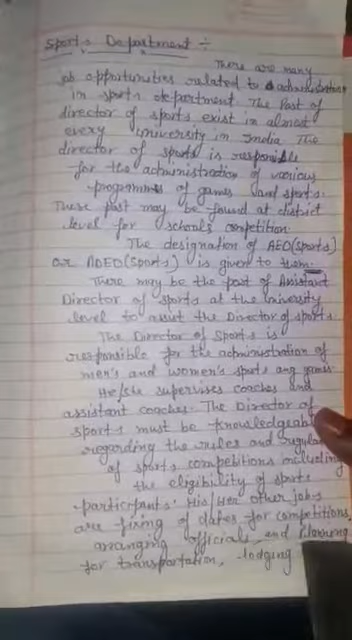 Sports Department :-
There are many
job opportunities related to administration
in sports department. The Post of
director of sports exist in almost
every University in India The
director of sports is responsible
for the administration of various
programmes of games and sports.
These post may be found at district
level for schools competition.
The designation of AEO (Sports)
or ADEO (Sports) is given to them.
There may be the post of Assistant
Director of sports at the University
level to assist the Director of sports.
The Director of Sports is
responsible for the administration of
men's and women's sports and games.
He/she supervises coaches and
assistant coaches. The Director of
sports must be knowledgeable
regarding the rules and regula
of sports competitions including
the eligibility of sports
participants. His/Her other jobs
are fixing of dates for competitions,
arranging officials, and planning
for transportation, lodging